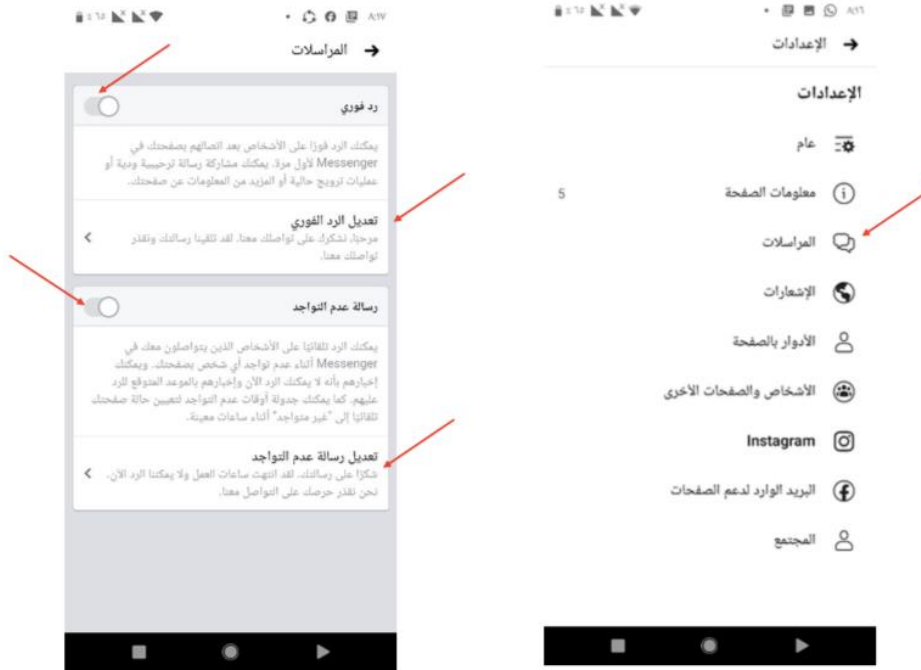 ٨:١٦
٪٦٥
الإعدادات
الإعدادات
عام
معلومات الصفحة
5
المراسلات
الإشعارات
الأدوار بالصفحة
الأشخاص والصفحات الأخرى
Instagram
البريد الوارد لدعم الصفحات
المجتمع
٨:١٧
٪٦٥
المراسلات
رد فوري
يمكنك الرد فورًا على الأشخاص بعد اتصالهم بصفحتك في
Messenger لأول مرة. يمكنك مشاركة رسالة ترحيبية ودية أو
عمليات ترويج حالية أو المزيد من المعلومات عن صفحتك.
تعديل الرد الفوري
مرحبًا، نشكرك على تواصلك معنا. لقد تلقينا رسالتك ونقدر
تواصلك معنا.
رسالة عدم التواجد
يمكنك الرد تلقائيًا على الأشخاص الذين يتواصلون معك في
Messenger أثناء عدم تواجد أي شخص بصفحتك. ويمكنك
إخبارهم بأنه لا يمكنك الرد الآن وإخبارهم بالموعد المتوقع للرد
عليهم. كما يمكنك جدولة أوقات عدم التواجد لتعيين حالة صفحتك
تلقائيًا إلى "غير متواجد" أثناء ساعات معينة.
تعديل رسالة عدم التواجد
شكرًا على رسالتك. لقد انتهت ساعات العمل ولا يمكننا الرد الآن.
نحن نقدر حرصك على التواصل معنا.